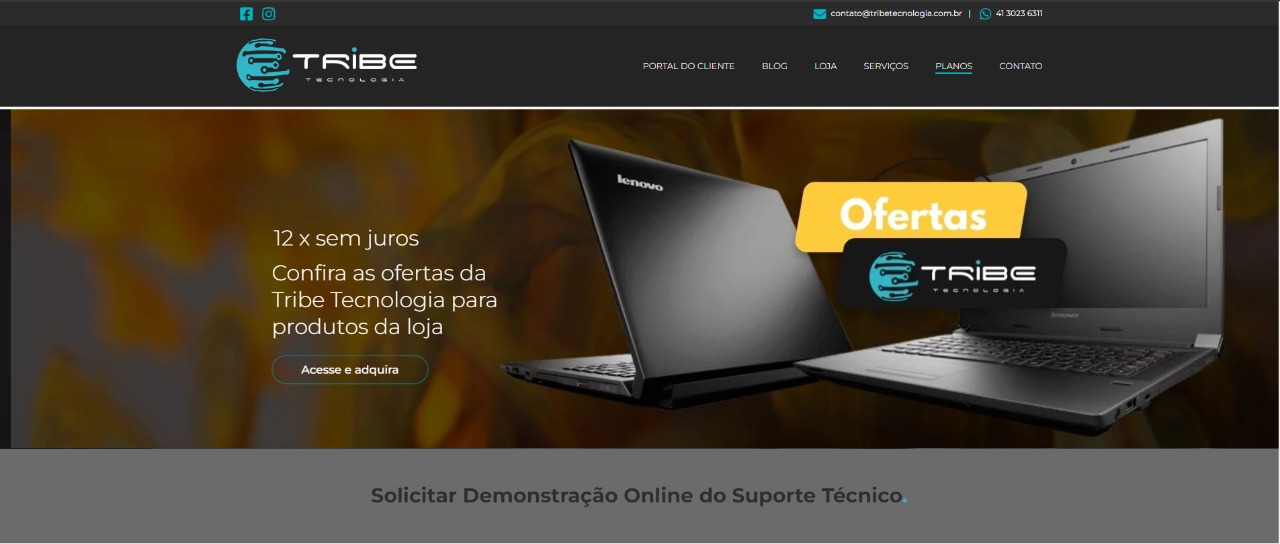 contato@tribetecnologia.com.br | 41 3023 6311
TRIBE
TECNOLOGIA
PORTAL DO CLIENTE BLOG LOJA SERVIÇOS PLANOS CONTATO
lenovo
Ofertas
TRIBE
TECNOLOGIA
lenovo
12 x sem juros
Confira as ofertas da
Tribe Tecnologia para
produtos da loja
Acesse e adquira
Solicitar Demonstração Online do Suporte Técnico.